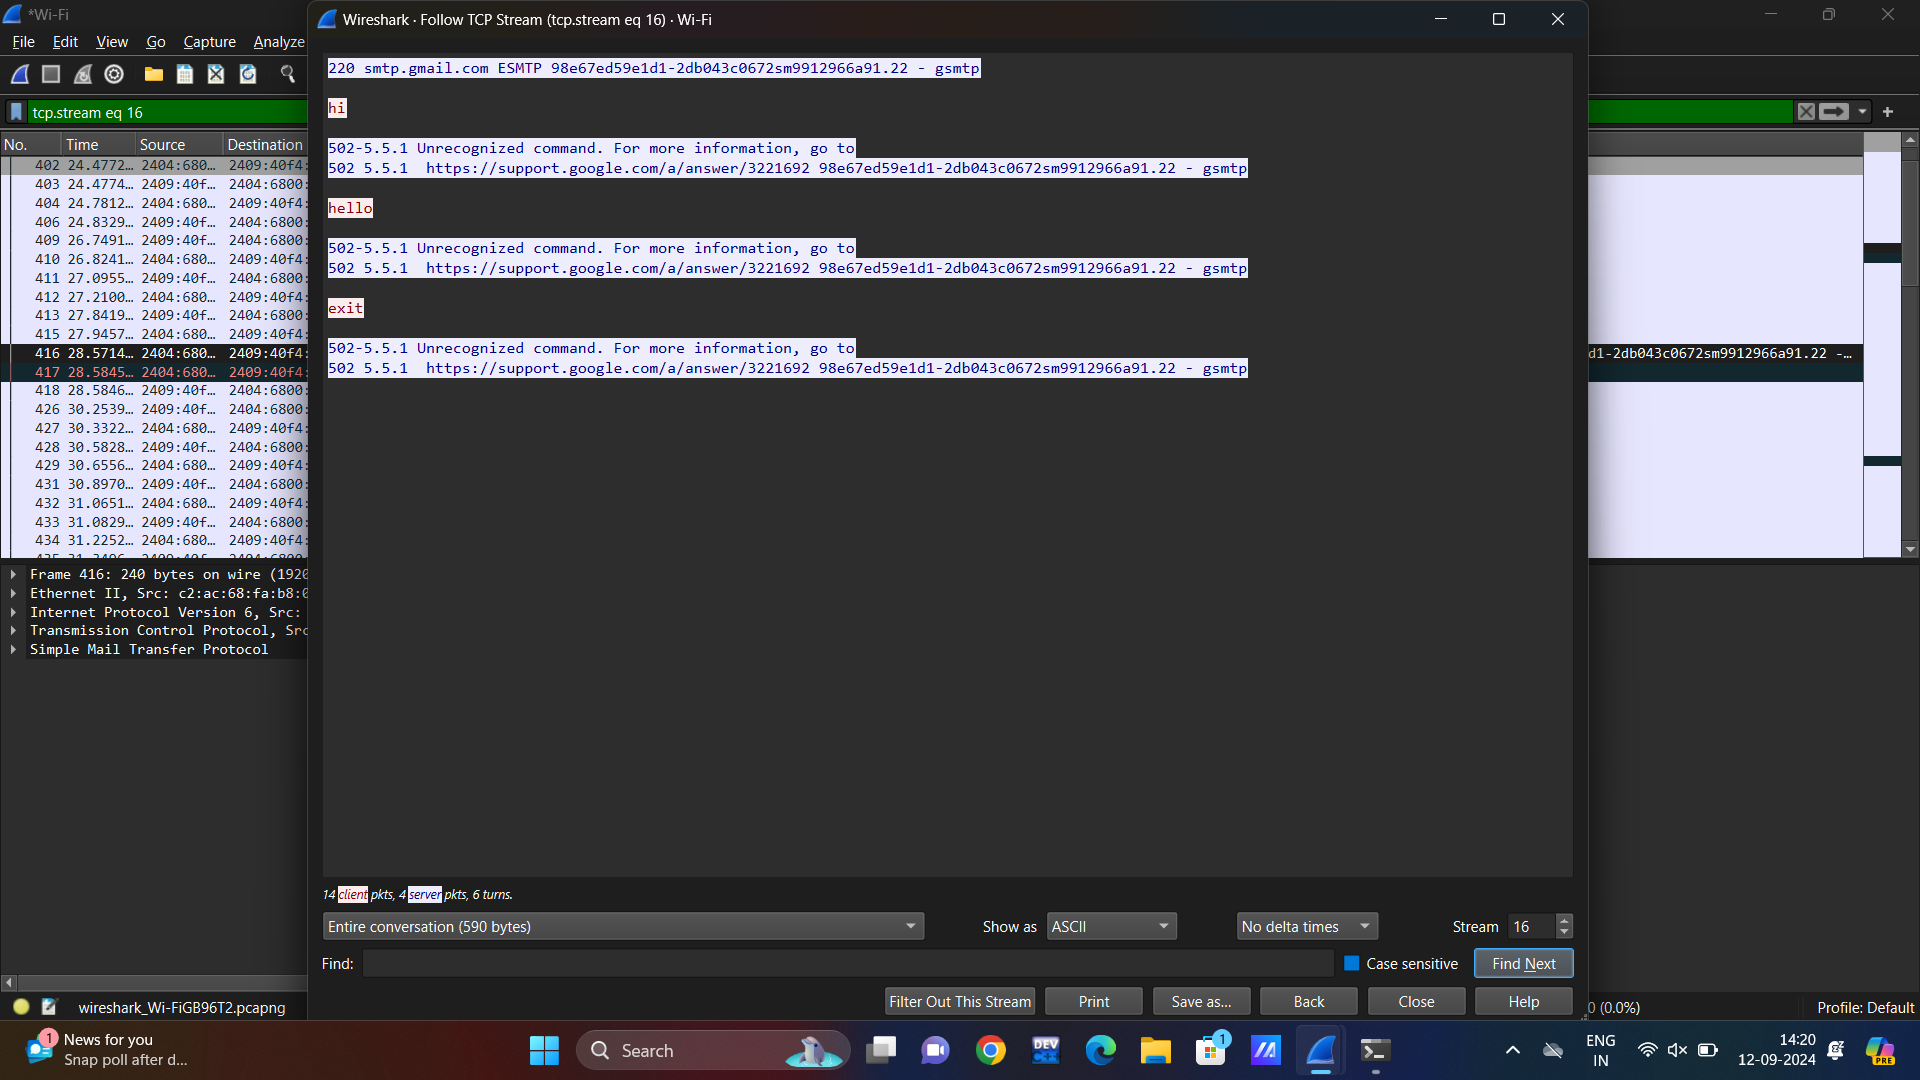 *Wi-Fi
Wireshark · Follow TCP Stream (tcp.stream eq 16) · Wi-Fi
File Edit View Go Capture Analyze
tcp.stream eq 16
No. Time Source Destination
402 24.4772… 2404:680… 2409:40f4:
403 24.4774… 2409:40f… 2404:6800:
404 24.7812… 2404:680… 2409:40f4:
406 24.8329… 2409:40f… 2404:6800:
409 26.7491… 2409:40f… 2404:6800:
410 26.8241… 2404:680… 2409:40f4:
411 27.0955… 2409:40f… 2404:6800:
412 27.2100… 2404:680… 2409:40f4:
413 27.8419… 2409:40f… 2404:6800:
415 27.9457… 2404:680… 2409:40f4:
416 28.5714… 2404:680… 2409:40f4:
d1-2db043c0672sm9912966a91.22 -…
417 28.5845… 2404:680… 2409:40f4:
418 28.5846… 2409:40f… 2404:6800:
426 30.2539… 2409:40f… 2404:6800:
427 30.3322… 2404:680… 2409:40f4:
428 30.5828… 2409:40f… 2404:6800:
429 30.6556… 2404:680… 2409:40f4:
431 30.8970… 2409:40f… 2404:6800:
432 31.0651… 2404:680… 2409:40f4:
433 31.0829… 2409:40f… 2404:6800:
434 31.2252… 2404:680… 2409:40f4:
Frame 416: 240 bytes on wire (1920
Ethernet II, Src: c2:ac:68:fa:b8:0
Internet Protocol Version 6, Src:
Transmission Control Protocol, Src
Simple Mail Transfer Protocol
220 smtp.gmail.com ESMTP 98e67ed59e1d1-2db043c0672sm9912966a91.22 - gsmtp
hi
502-5.5.1 Unrecognized command. For more information, go to
502 5.5.1  https://support.google.com/a/answer/3221692 98e67ed59e1d1-2db043c0672sm9912966a91.22 - gsmtp
hello
502-5.5.1 Unrecognized command. For more information, go to
502 5.5.1  https://support.google.com/a/answer/3221692 98e67ed59e1d1-2db043c0672sm9912966a91.22 - gsmtp
exit
502-5.5.1 Unrecognized command. For more information, go to
502 5.5.1  https://support.google.com/a/answer/3221692 98e67ed59e1d1-2db043c0672sm9912966a91.22 - gsmtp
14 client pkts, 4 server pkts, 6 turns.
Entire conversation (590 bytes) Show as ASCII No delta times Stream 16
Find: Case sensitive Find Next
Filter Out This Stream Print Save as... Back Close Help
wireshark_Wi-FiGB96T2.pcapng
0 (0.0%) Profile: Default
1 News for you
Snap poll after d...
Search
DEV
C++
1
ENG
IN
14:20
12-09-2024
PRE